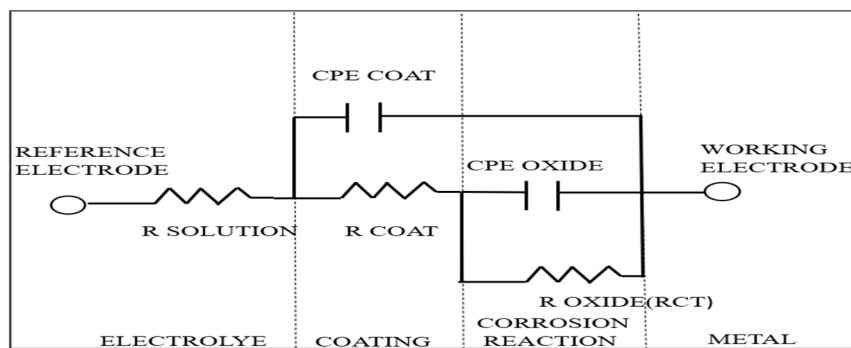 CPE COAT
REFERENCE
ELECTRODE
CPE OXIDE
WORKING
ELECTRODE
R SOLUTION
R COAT
R OXIDE(RCT)
ELECTROLYE
COATING
CORROSION
REACTION
METAL